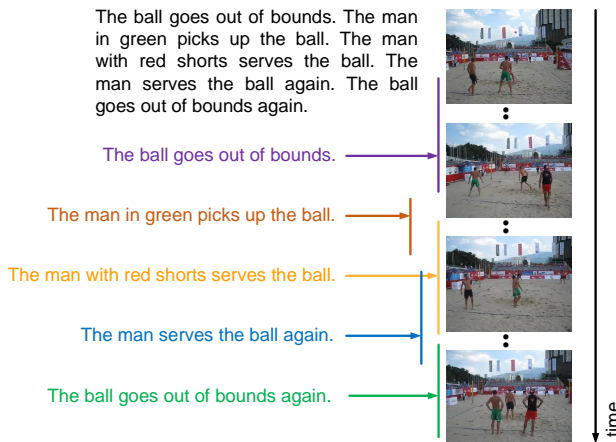 The ball goes out of bounds. The man
in green picks up the ball. The man
with red shorts serves the ball. The
man serves the ball again. The ball
goes out of bounds again.
The ball goes out of bounds.
The man in green picks up the ball.
The man with red shorts serves the ball.
The man serves the ball again.
The ball goes out of bounds again.
time